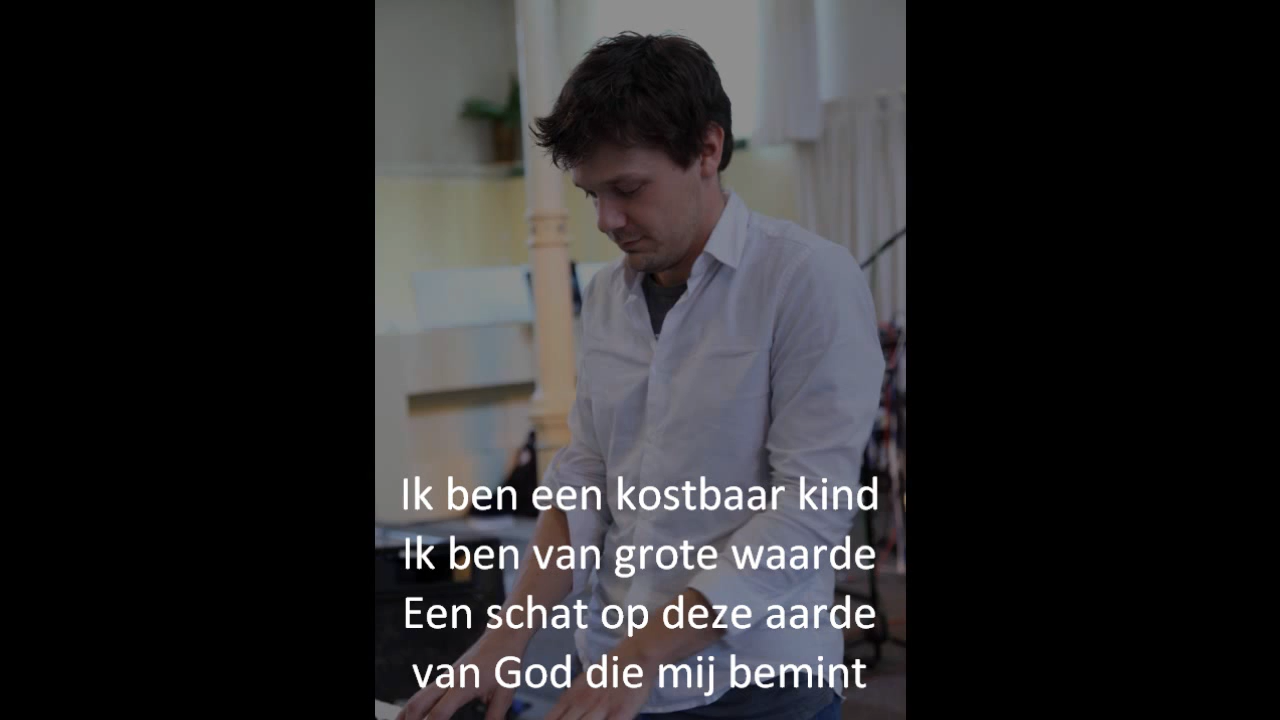 Ik ben een kostbaar kind
Ik ben van grote waarde
Een schat op deze aarde
van God die mij bemint